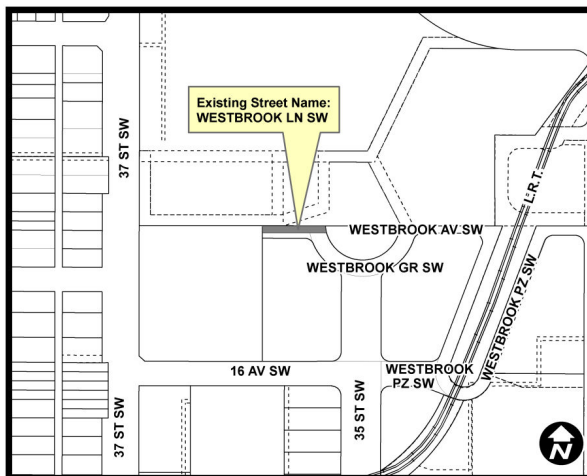 37 ST SW
Existing Street Name:
WESTBROOK LN SW
L.R.T.
WESTBROOK AV SW
WESTBROOK GR SW
WESTBROOK PZ SW
16 AV SW
WESTBROOK
PZ SW
37 ST SW
35 ST SW
N